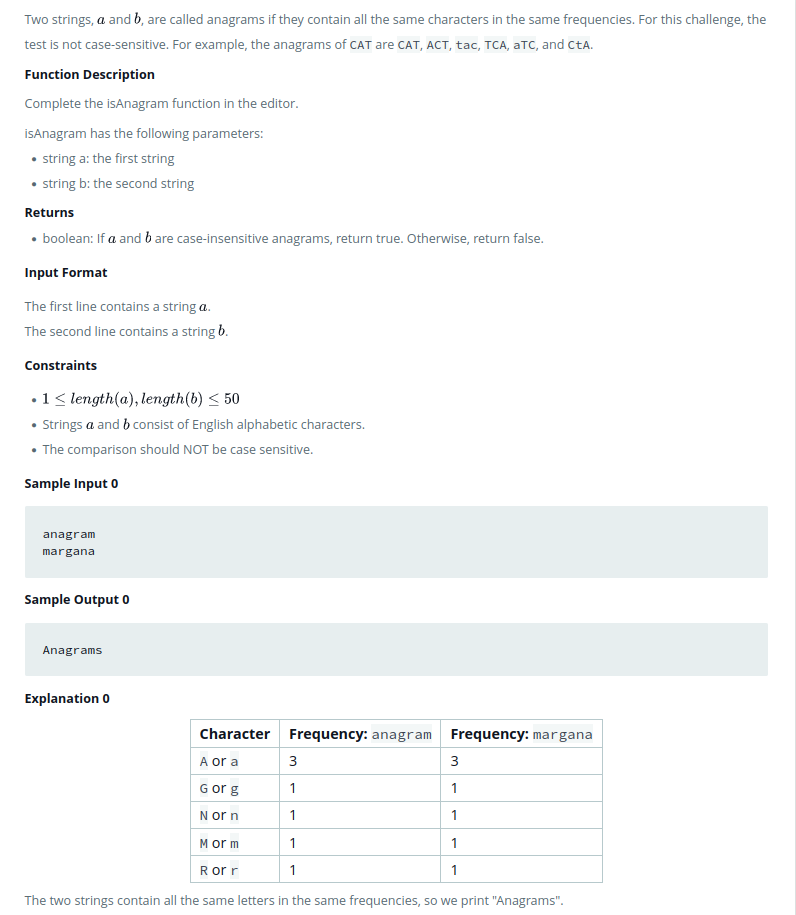 Two strings, a and b, are called anagrams if they contain all the same characters in the same frequencies. For this challenge, the
test is not case-sensitive. For example, the anagrams of CAT are CAT, ACT, tac, TCA, aTC, and CtA.
Function Description
Complete the isAnagram function in the editor.
isAnagram has the following parameters:
• string a: the first string
• string b: the second string
Returns
• boolean: If a and b are case-insensitive anagrams, return true. Otherwise, return false.
Input Format
The first line contains a string a.
The second line contains a string b.
Constraints
• 1 ≤ length(a), length(b) ≤ 50
• Strings a and b consist of English alphabetic characters.
• The comparison should NOT be case sensitive.
Sample Input 0
anagram
margana
Sample Output 0
Anagrams
Explanation 0
Character Frequency: anagram Frequency: margana
A or a 3 3
G or g 1 1
N or n 1 1
M or m 1 1
R or r 1 1
The two strings contain all the same letters in the same frequencies, so we print "Anagrams".